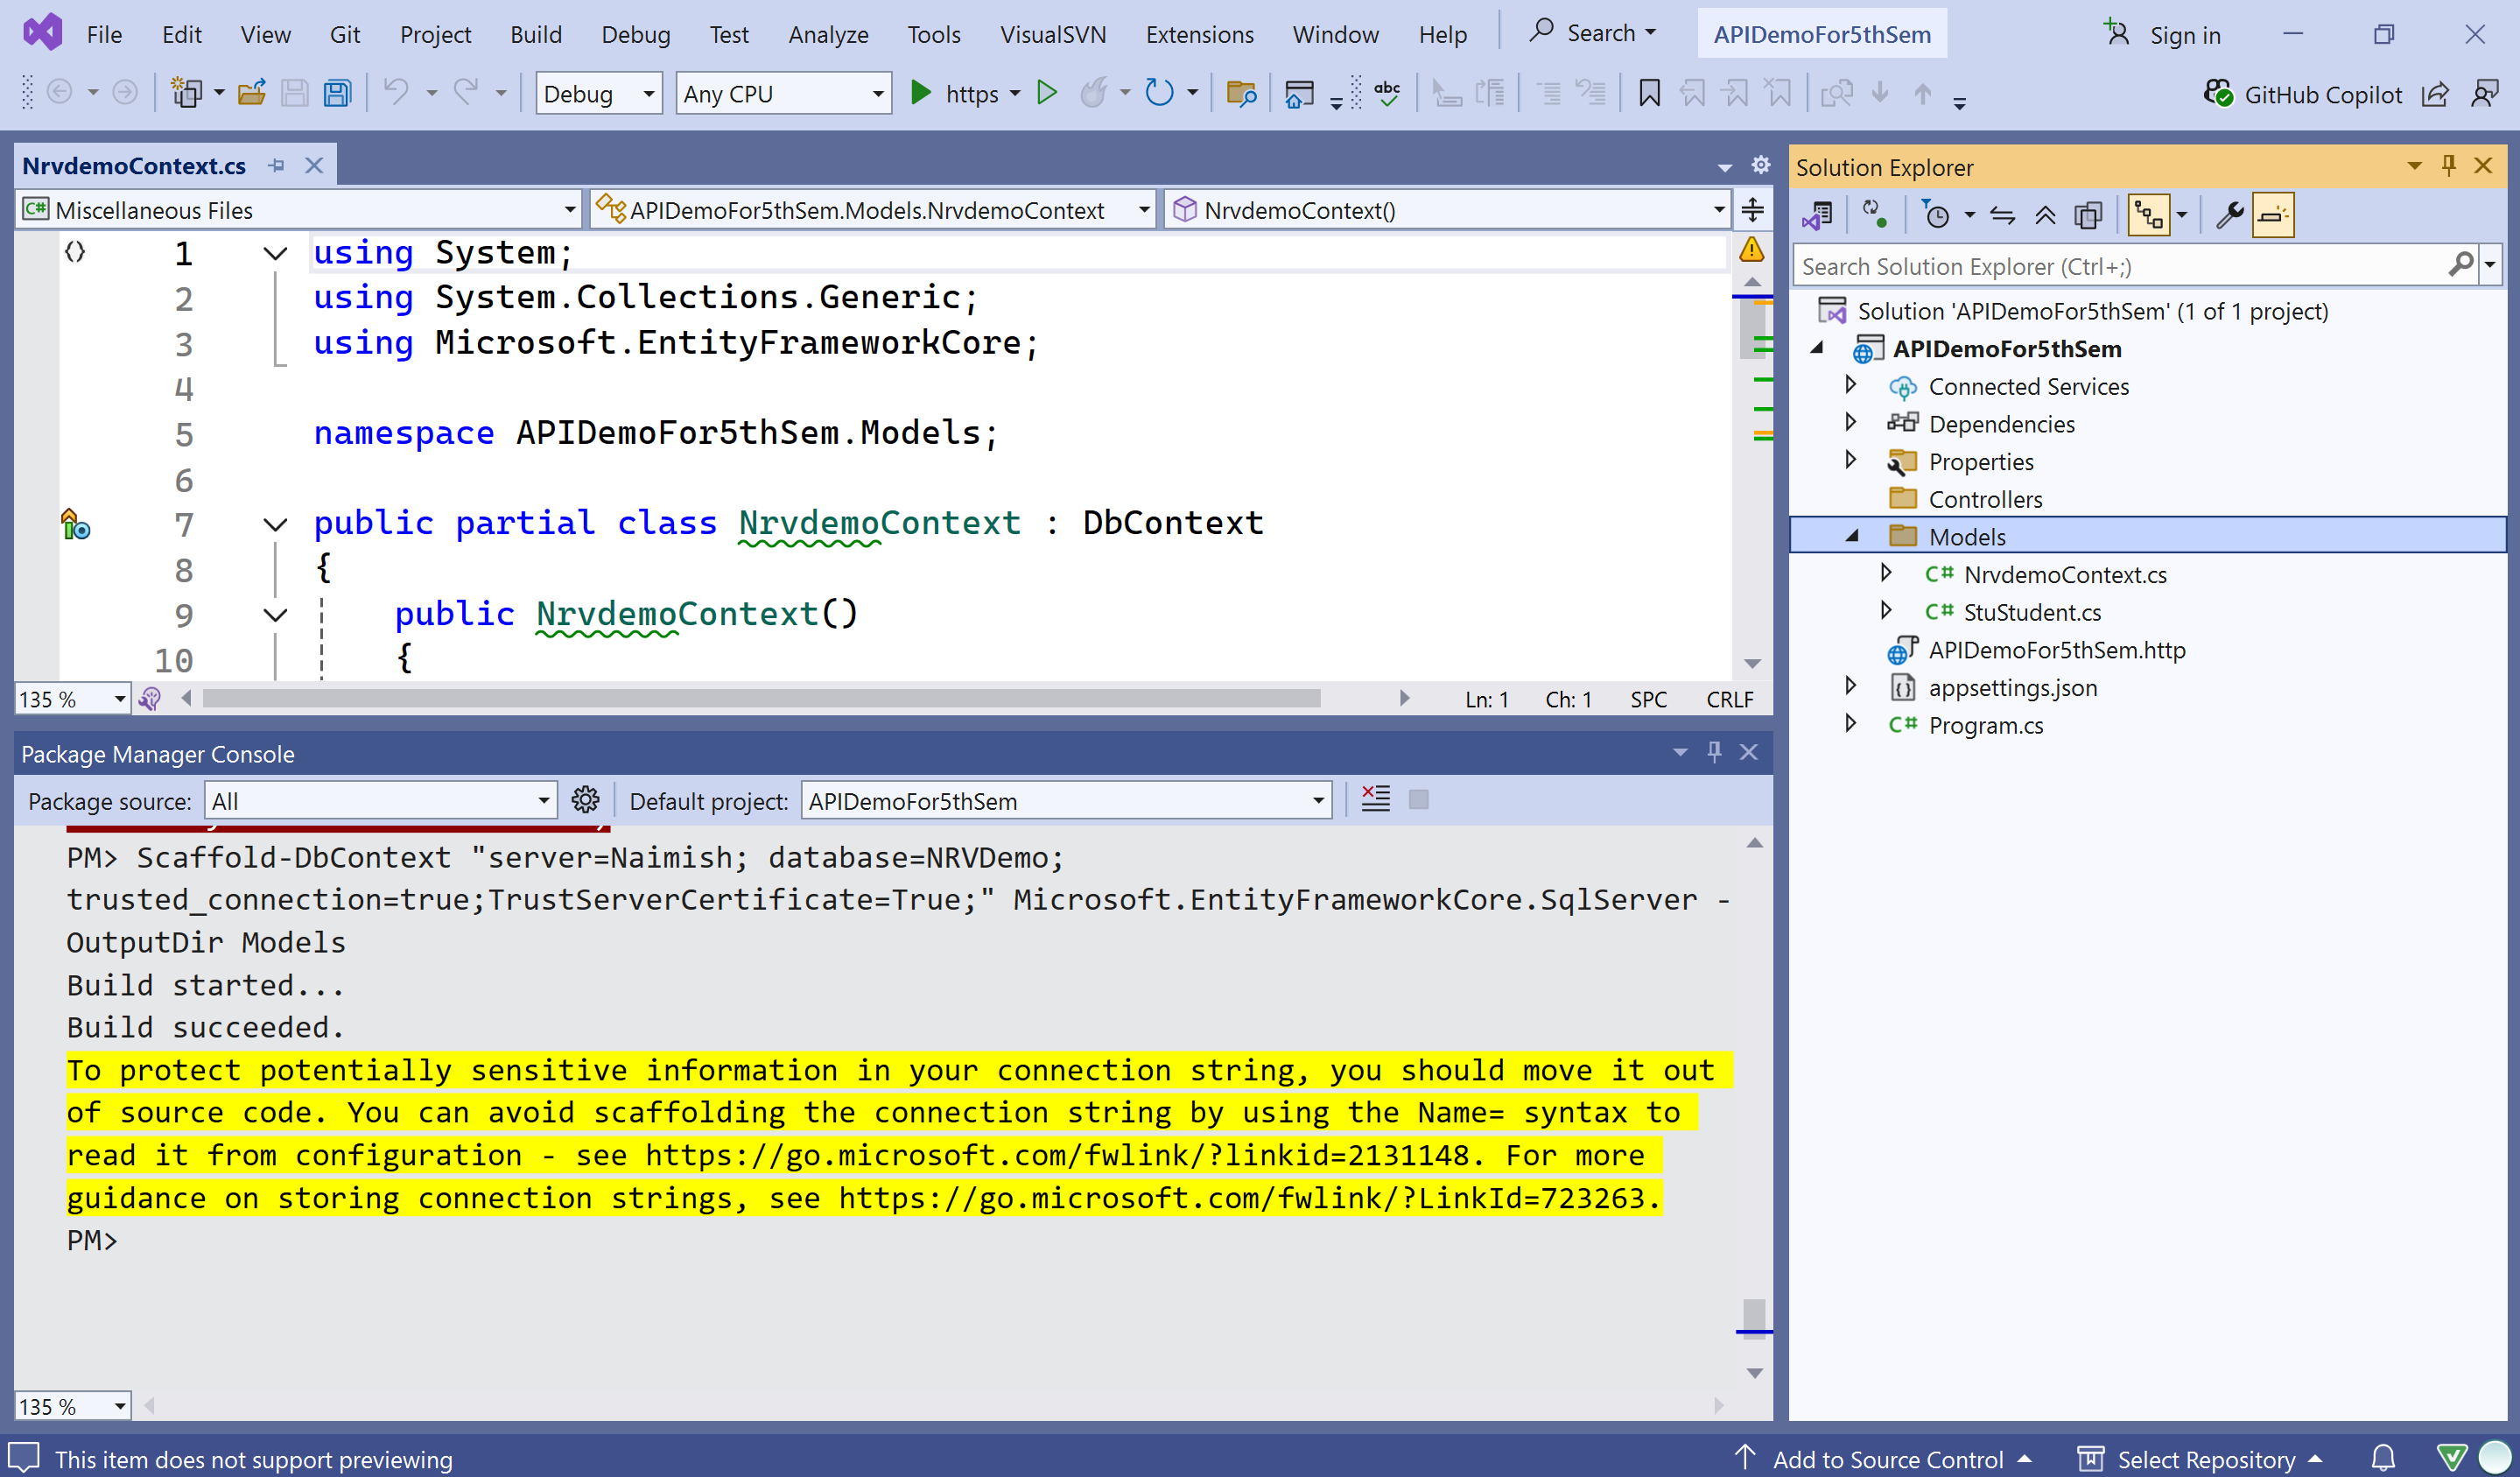 File Edit View Git Project Build Debug Test Analyze Tools VisualSVN Extensions Window Help Search APIDemoFor5thSem Sign in
Debug Any CPU https abc GitHub Copilot
NrvdemoContext.cs
C# Miscellaneous Files APIDemoFor5thSem.Models.NrvdemoContext NrvdemoContext()
1 using System;
2 using System.Collections.Generic;
3 using Microsoft.EntityFrameworkCore;
4
5 namespace APIDemoFor5thSem.Models;
6
7 public partial class NrvdemoContext : DbContext
8 {
9 public NrvdemoContext()
10 {
135 % Ln: 1 Ch: 1 SPC CRLF
Package Manager Console
Package source: All Default project: APIDemoFor5thSem
PM> Scaffold-DbContext "server=Naimish; database=NRVDemo;
trusted_connection=true;TrustServerCertificate=True;" Microsoft.EntityFrameworkCore.SqlServer -
OutputDir Models
Build started...
Build succeeded.
To protect potentially sensitive information in your connection string, you should move it out
of source code. You can avoid scaffolding the connection string by using the Name= syntax to
read it from configuration - see https://go.microsoft.com/fwlink/?linkid=2131148. For more
guidance on storing connection strings, see https://go.microsoft.com/fwlink/?LinkId=723263.
PM>
135 %
Solution Explorer
Search Solution Explorer (Ctrl+;)
Solution 'APIDemoFor5thSem' (1 of 1 project)
APIDemoFor5thSem
Connected Services
Dependencies
Properties
Controllers
Models
C# NrvdemoContext.cs
C# StuStudent.cs
APIDemoFor5thSem.http
appsettings.json
C# Program.cs
This item does not support previewing Add to Source Control Select Repository